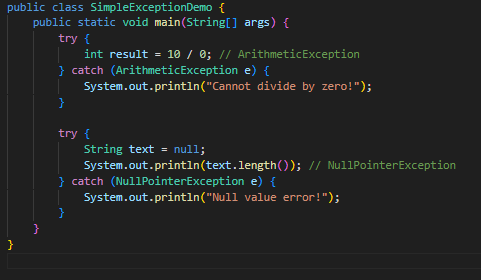 public class SimpleExceptionDemo {
    public static void main(String[] args) {
        try {
            int result = 10 / 0; // ArithmeticException
        } catch (ArithmeticException e) {
            System.out.println("Cannot divide by zero!");
        }

        try {
            String text = null;
            System.out.println(text.length()); // NullPointerException
        } catch (NullPointerException e) {
            System.out.println("Null value error!");
        }
    }
}